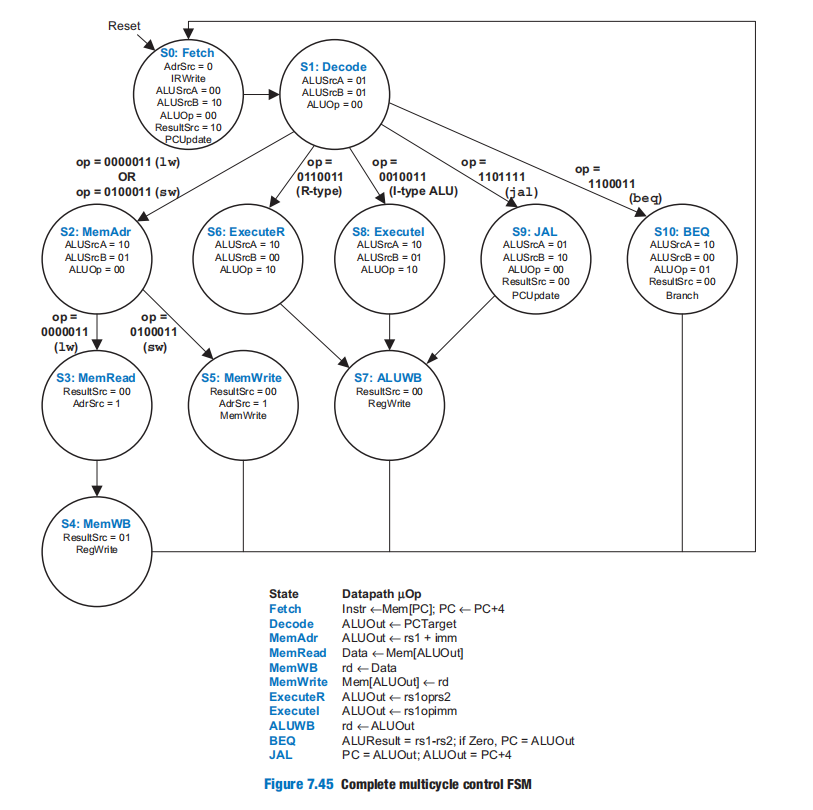 Reset
S0: Fetch
AdrSrc = 0
IRWrite
ALUSrcA = 00
ALUSrcB = 10
ALUOp = 00
ResultSrc = 10
PCUpdate
S1: Decode
ALUSrcA = 01
ALUSrcB = 01
ALUOp = 00
op = 0000011 (lw)
OR
op = 0100011 (sw)
op =
0110011
(R-type)
op =
0010011
(I-type ALU)
op =
1101111
(jal)
op =
1100011
(beq)
S2: MemAdr
ALUSrcA = 10
ALUSrcB = 01
ALUOp = 00
S6: ExecuteR
ALUSrcA = 10
ALUSrcB = 00
ALUOp = 10
S8: ExecuteI
ALUSrcA = 10
ALUSrcB = 01
ALUOp = 10
S9: JAL
ALUSrcA = 01
ALUSrcB = 10
ALUOp = 00
ResultSrc = 00
PCUpdate
S10: BEQ
ALUSrcA = 10
ALUSrcB = 00
ALUOp = 01
ResultSrc = 00
Branch
op =
0000011
(lw)
op =
0100011
(sw)
S3: MemRead
ResultSrc = 00
AdrSrc = 1
S5: MemWrite
ResultSrc = 00
AdrSrc = 1
MemWrite
S7: ALUWB
ResultSrc = 00
RegWrite
S4: MemWB
ResultSrc = 01
RegWrite
State Datapath µOp
Fetch Instr ←Mem[PC]; PC ← PC+4
Decode ALUOut ← PCTarget
MemAdr ALUOut ← rs1 + imm
MemRead Data ← Mem[ALUOut]
MemWB rd ← Data
MemWrite Mem[ALUOut] ← rd
ExecuteR ALUOut ← rs1oprs2
ExecuteI ALUOut ← rs1opimm
ALUWB rd ← ALUOut
BEQ ALUResult = rs1-rs2; if Zero, PC = ALUOut
JAL PC = ALUOut; ALUOut = PC+4
Figure 7.45 Complete multicycle control FSM